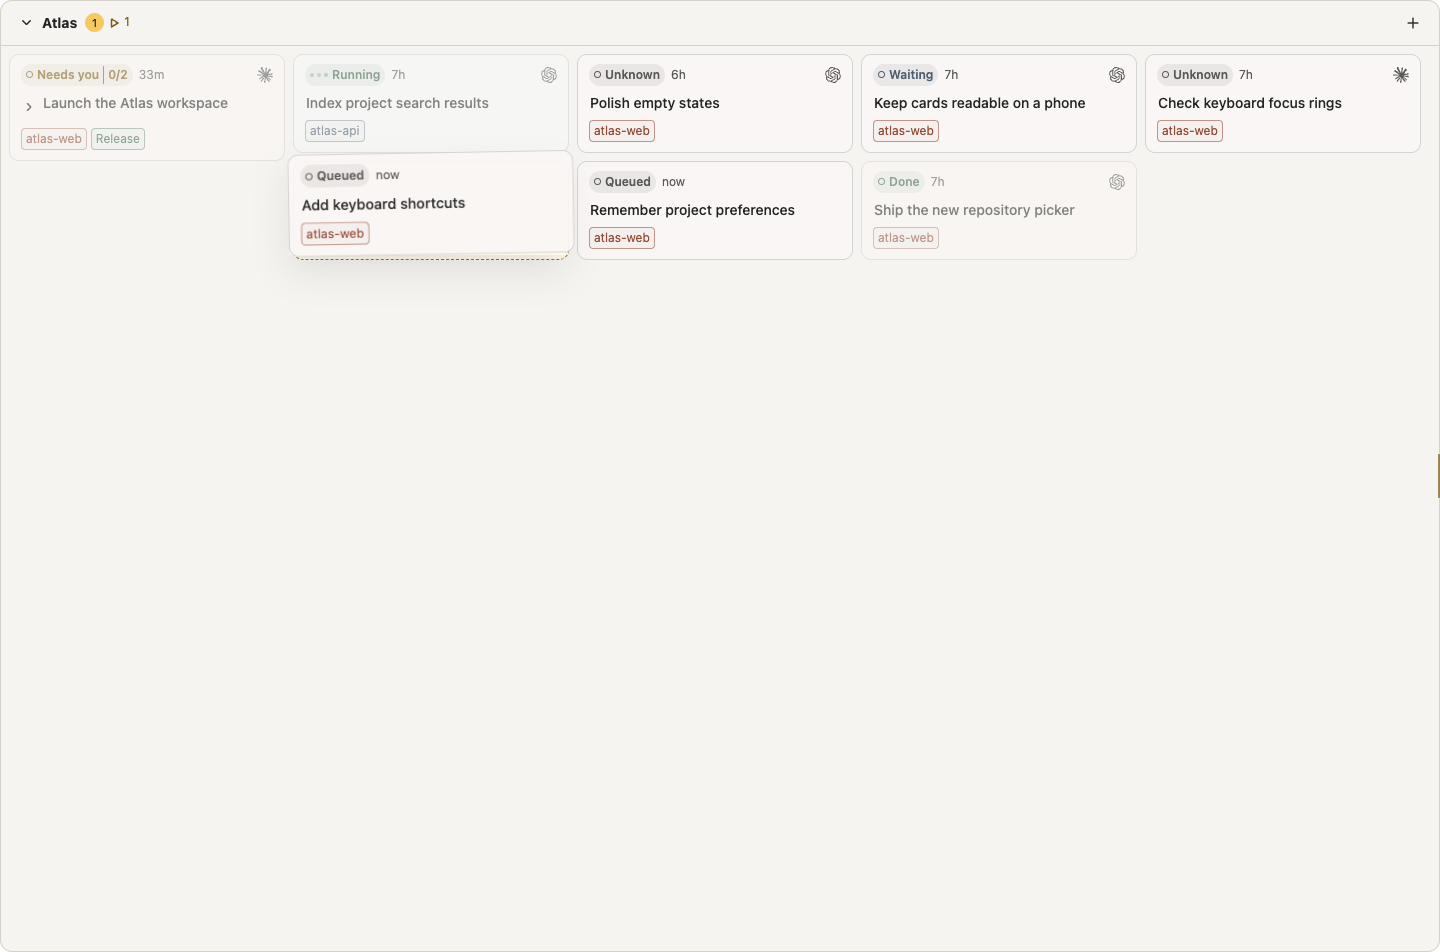 Atlas 1 1
Needs you 0/2 33m
Launch the Atlas workspace
atlas-web Release
Running 7h
Index project search results
atlas-api
Unknown 6h
Polish empty states
atlas-web
Waiting 7h
Keep cards readable on a phone
atlas-web
Unknown 7h
Check keyboard focus rings
atlas-web
Queued now
Add keyboard shortcuts
atlas-web
Queued now
Remember project preferences
atlas-web
Done 7h
Ship the new repository picker
atlas-web